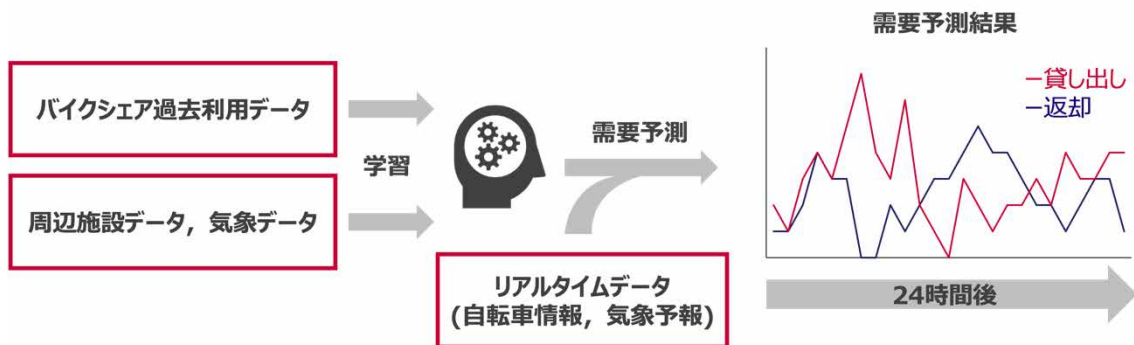 バイクシェア過去利用データ
周辺施設データ，気象データ
学習
需要予測
リアルタイムデータ
(自転車情報，気象予報)
需要予測結果
ー貸し出し
ー返却
24時間後